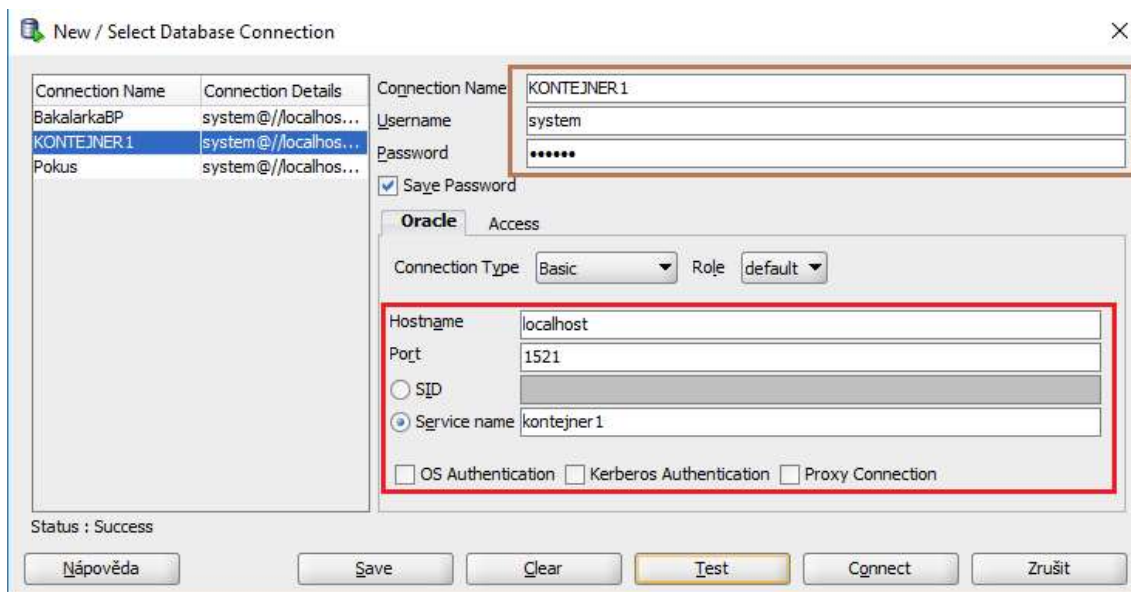 New / Select Database Connection
Connection Name Connection Details
BakalarkaBP system@//localhos...
KONTEJNER1 system@//localhos...
Pokus system@//localhos...
Connection Name KONTEJNER1
Username system
Password ••••••
Save Password
Oracle Access
Connection Type Basic Role default
Hostname localhost
Port 1521
SID
Service name kontejner1
OS Authentication Kerberos Authentication Proxy Connection
Status : Success
Nápověda Save Clear Test Connect Zrušit